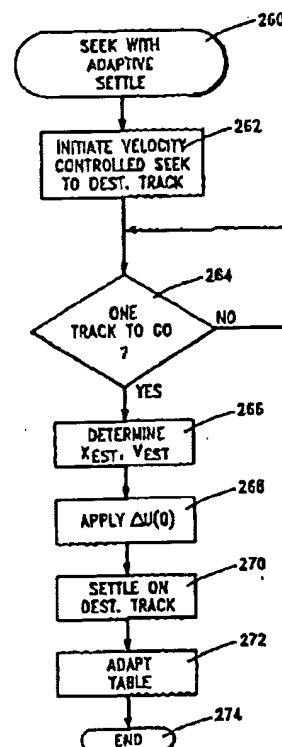 260
SEEK WITH
ADAPTIVE
SETTLE
262
INITIATE VELOCITY
CONTROLLED SEEK
TO DEST. TRACK
264
ONE
TRACK TO GO
?
NO
YES
266
DETERMINE
XEST, VEST
268
APPLY ΔU(Q)
270
SETTLE ON
DEST. TRACK
272
ADAPT
TABLE
274
END